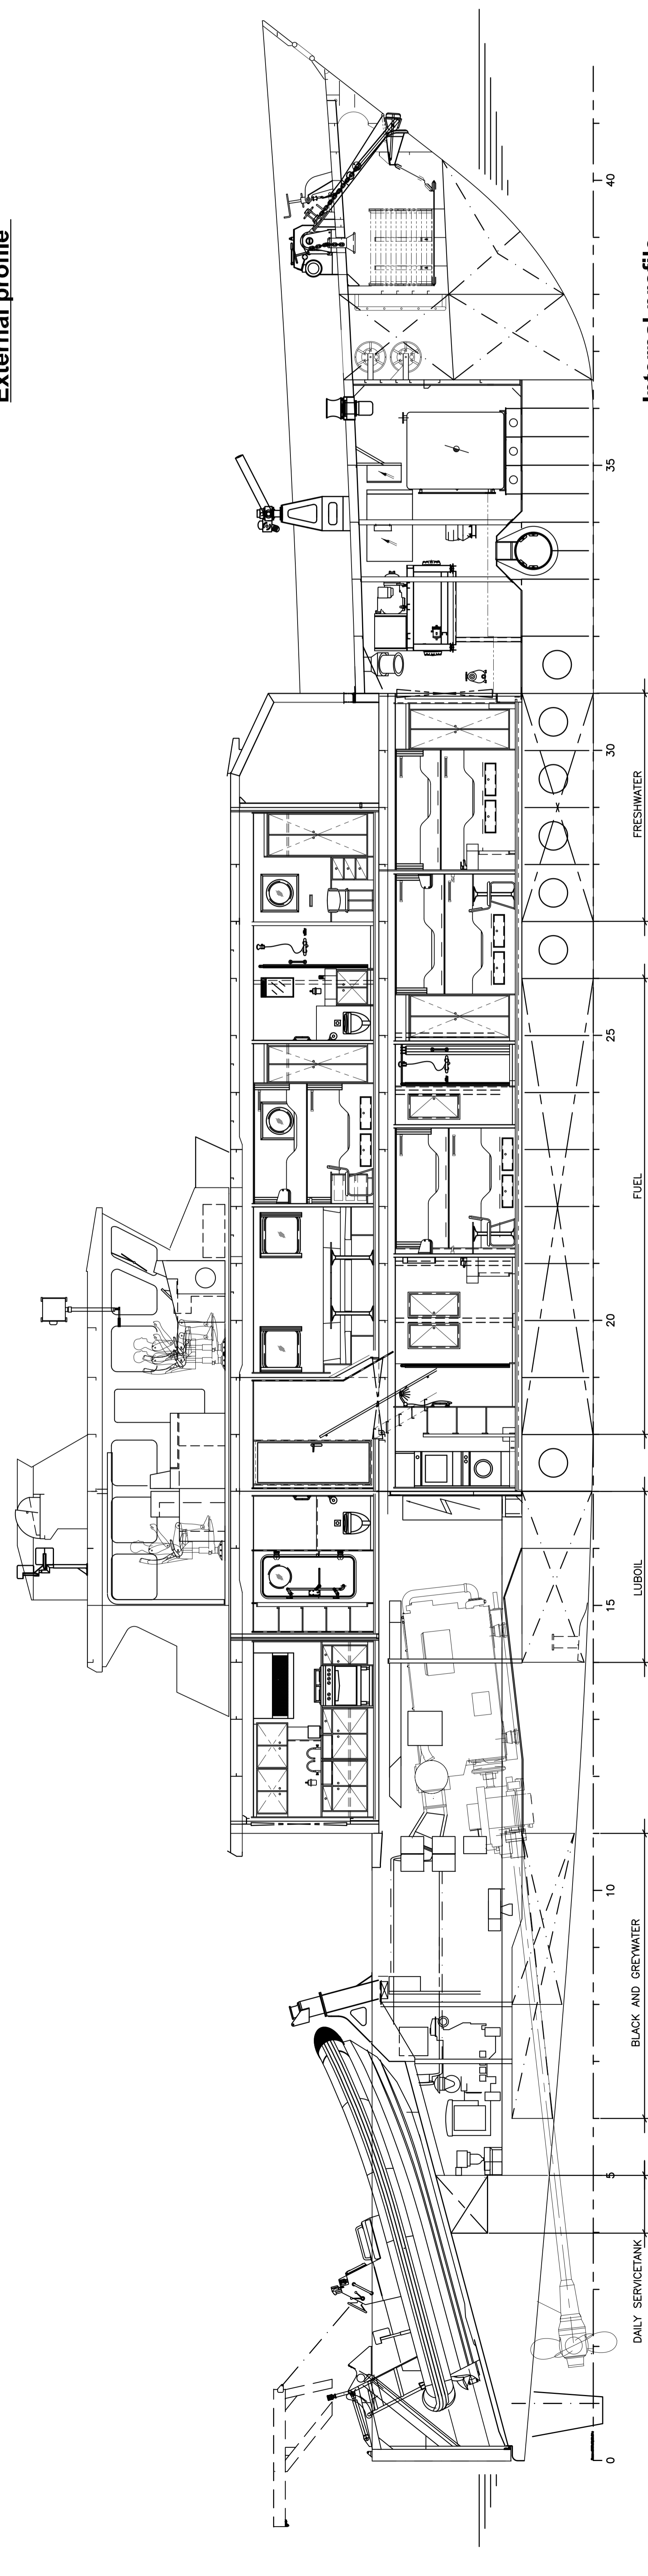 External profile
0
5
10
15
20
25
30
35
40
DAILY SERVICETANK
BLACK AND GREYWATER
LUBOIL
FUEL
FRESHWATER